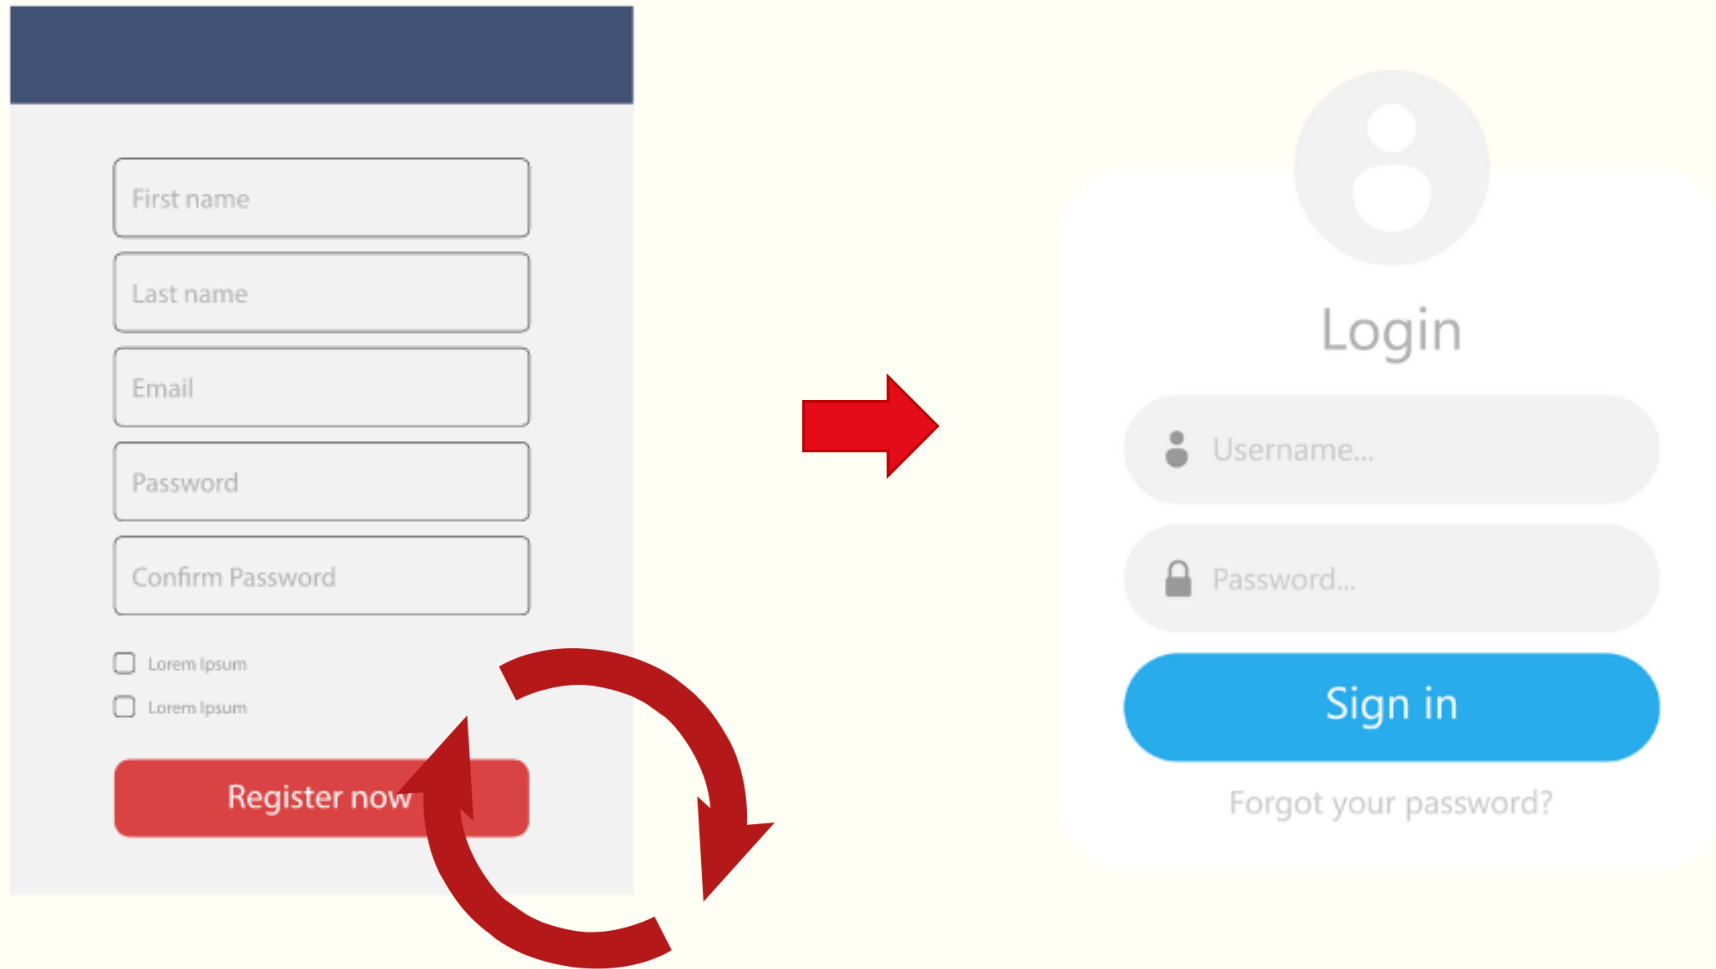 First name
Last name
Email
Password
Confirm Password
Lorem Ipsum
Lorem Ipsum
Register now
Login
Username...
Password...
Sign in
Forgot your password?